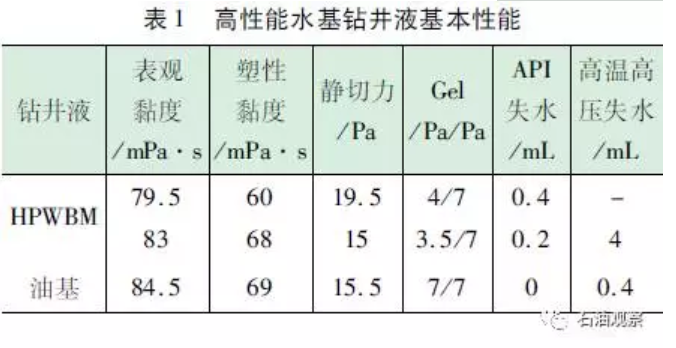 表1 高性能水基钻井液基本性能
钻井液 表观黏度/mPa·s 塑性黏度/mPa·s 静切力/Pa Gel/Pa/Pa API失水/mL 高温高压失水/mL
HPWBM 79.5 60 19.5 4/7 0.4 –
83 68 15 3.5/7 0.2 4
油基 84.5 69 15.5 7/7 0 0.4
石油观察